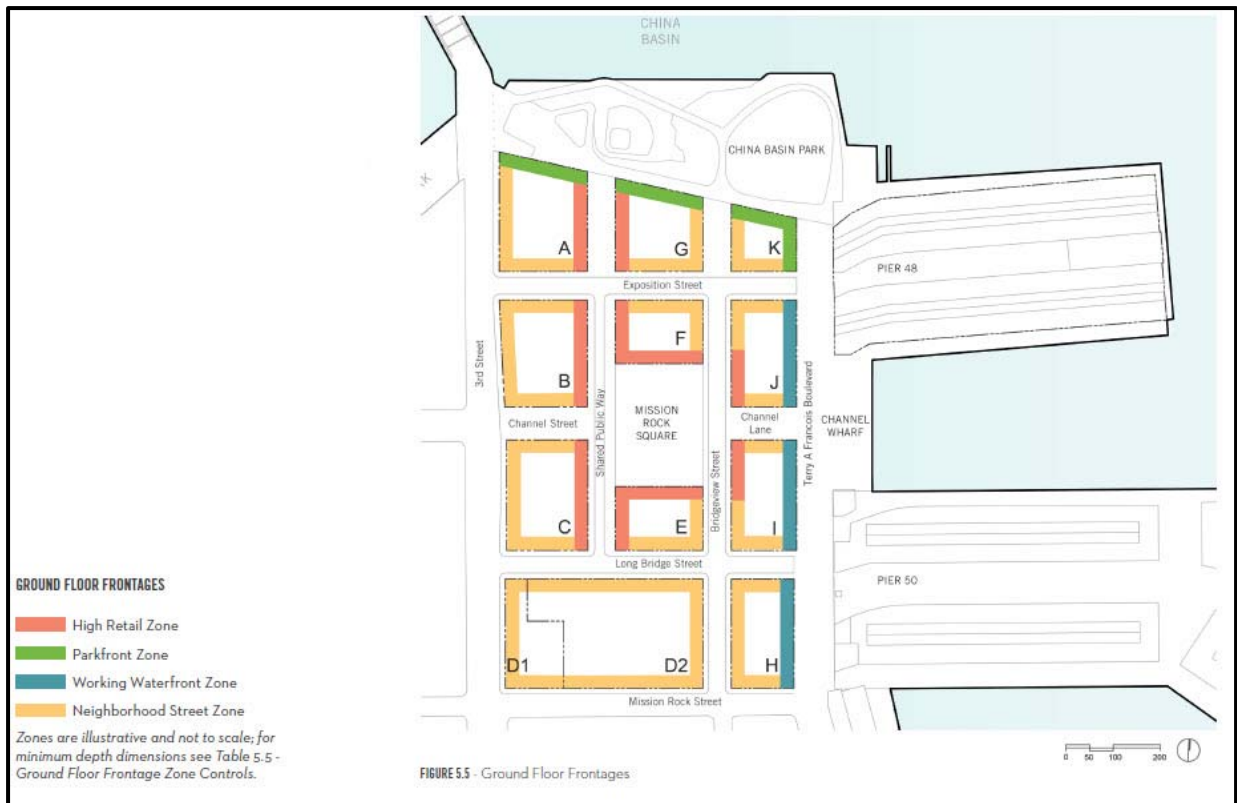 CHINA
BASIN
CHINA BASIN PARK
A
G
K
PIER 48
Exposition Street
3rd Street
B
F
J
Shared Public Way
MISSION
ROCK
SQUARE
Channel Street
Channel
Lane
Terry A Francois Boulevard
CHANNEL
WHARF
Bridgeview Street
C
E
I
Long Bridge Street
PIER 50
D1
D2
H
Mission Rock Street
GROUND FLOOR FRONTAGES
High Retail Zone
Parkfront Zone
Working Waterfront Zone
Neighborhood Street Zone
Zones are illustrative and not to scale; for
minimum depth dimensions see Table 5.5 -
Ground Floor Frontage Zone Controls.
FIGURE 5.5 - Ground Floor Frontages
0 50 100 200